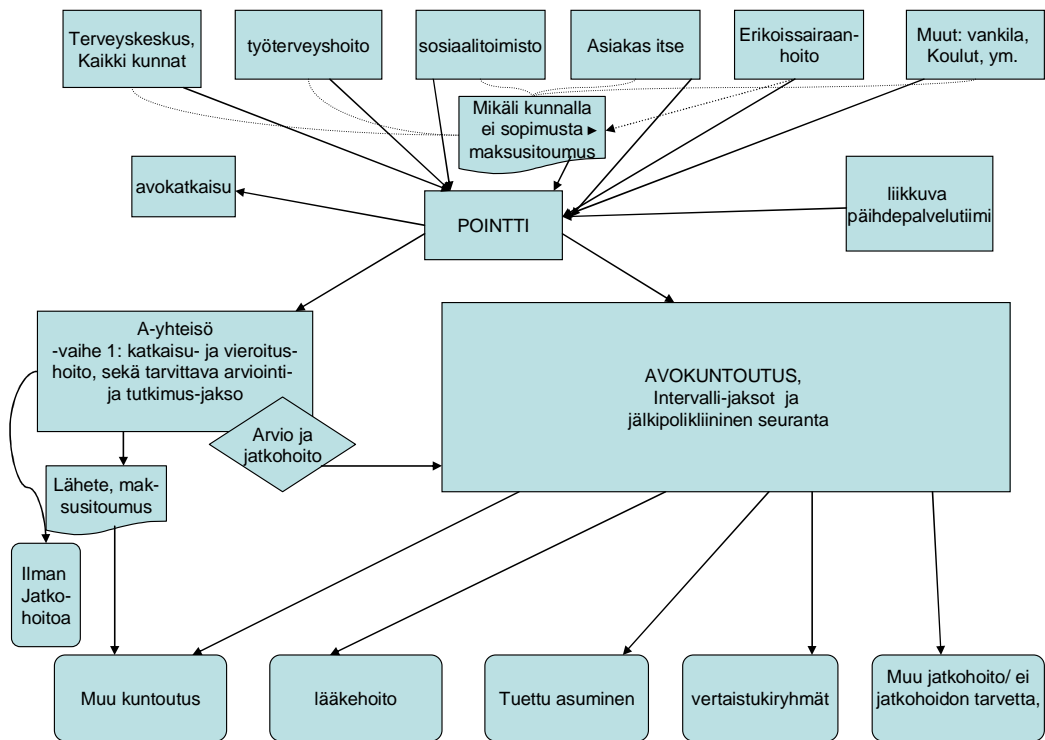 Terveyskeskus,
Kaikki kunnat
työterveyshoito
sosiaalitoimisto
Asiakas itse
Erikoissairaan-
hoito
Muut: vankila,
Koulut, ym.
Mikäli kunnalla
ei sopimusta ►
maksusitoumus
avokatkaisu
POINTTI
liikkuva
päihdepalvelutiimi
A-yhteisö
-vaihe 1: katkaisu- ja vieroitus-
hoito, sekä tarvittava arviointi-
ja tutkimus-jakso
AVOKUNTOUTUS,
Intervalli-jaksot ja
jälkipolikliininen seuranta
Arvio ja
jatkohoito
Lähete, mak-
susitoumus
Ilman
Jatko-
hoitoa
Muu kuntoutus
lääkehoito
Tuettu asuminen
vertaistukiryhmät
Muu jatkohoito/ ei
jatkohoidon tarvetta,